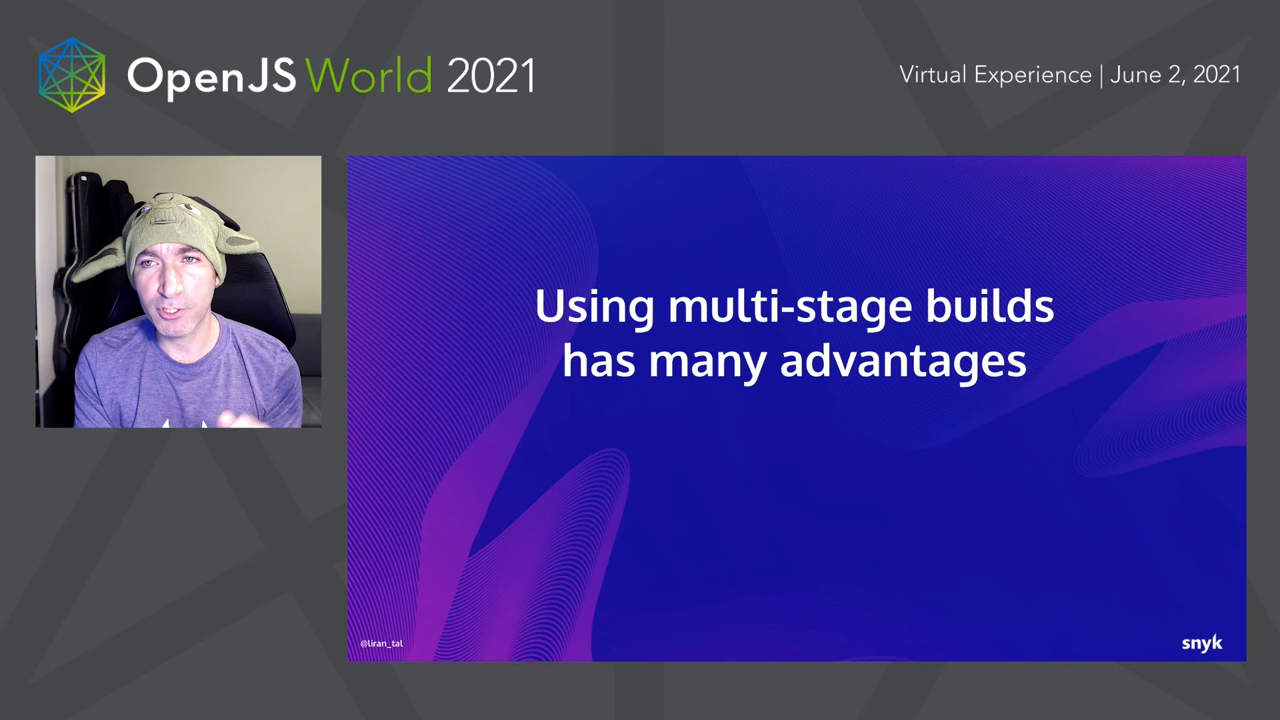 OpenJS World 2021
Virtual Experience | June 2, 2021
Using multi-stage builds
has many advantages
@liran_tal
snyk